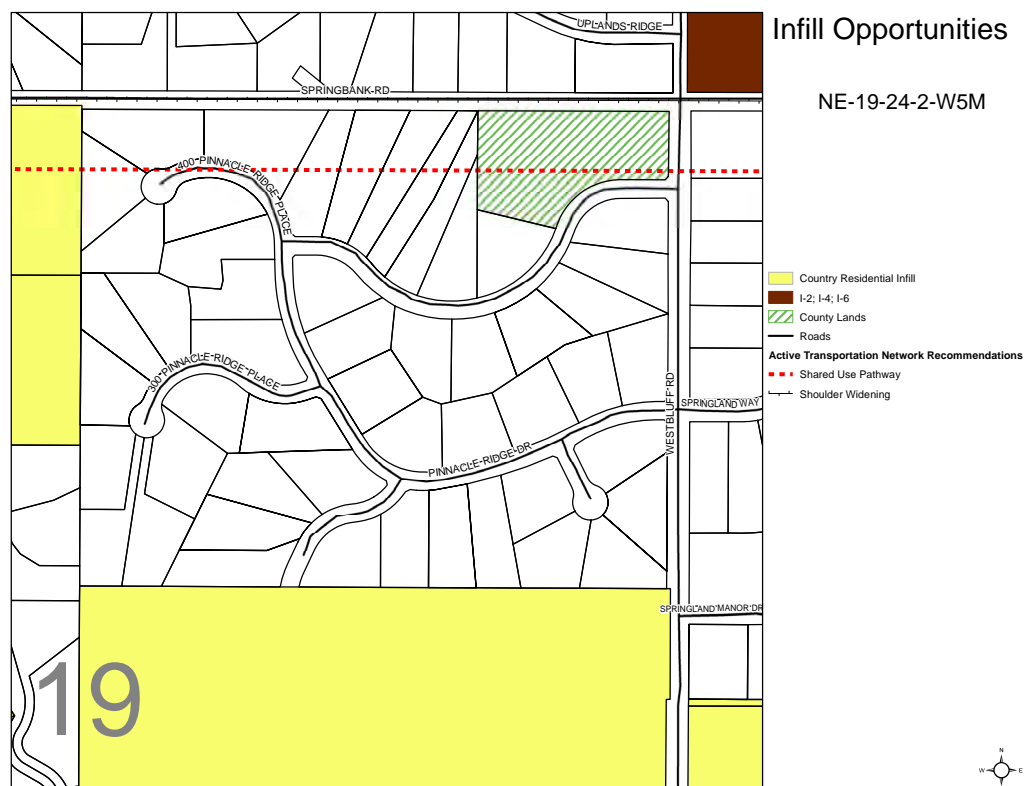 Infill Opportunities
NE-19-24-2-W5M
UPLANDS RIDGE
SPRINGBANK RD
400 PINNACLE RIDGE PLACE
300 PINNACLE RIDGE PLACE
PINNACLE RIDGE DR
WESTBLUFF RD
SPRINGLAND WAY
SPRINGLAND MANOR DR
19
Country Residential Infill
I-2; I-4; I-6
County Lands
Roads
Active Transportation Network Recommendations
Shared Use Pathway
Shoulder Widening
N
W
E
S